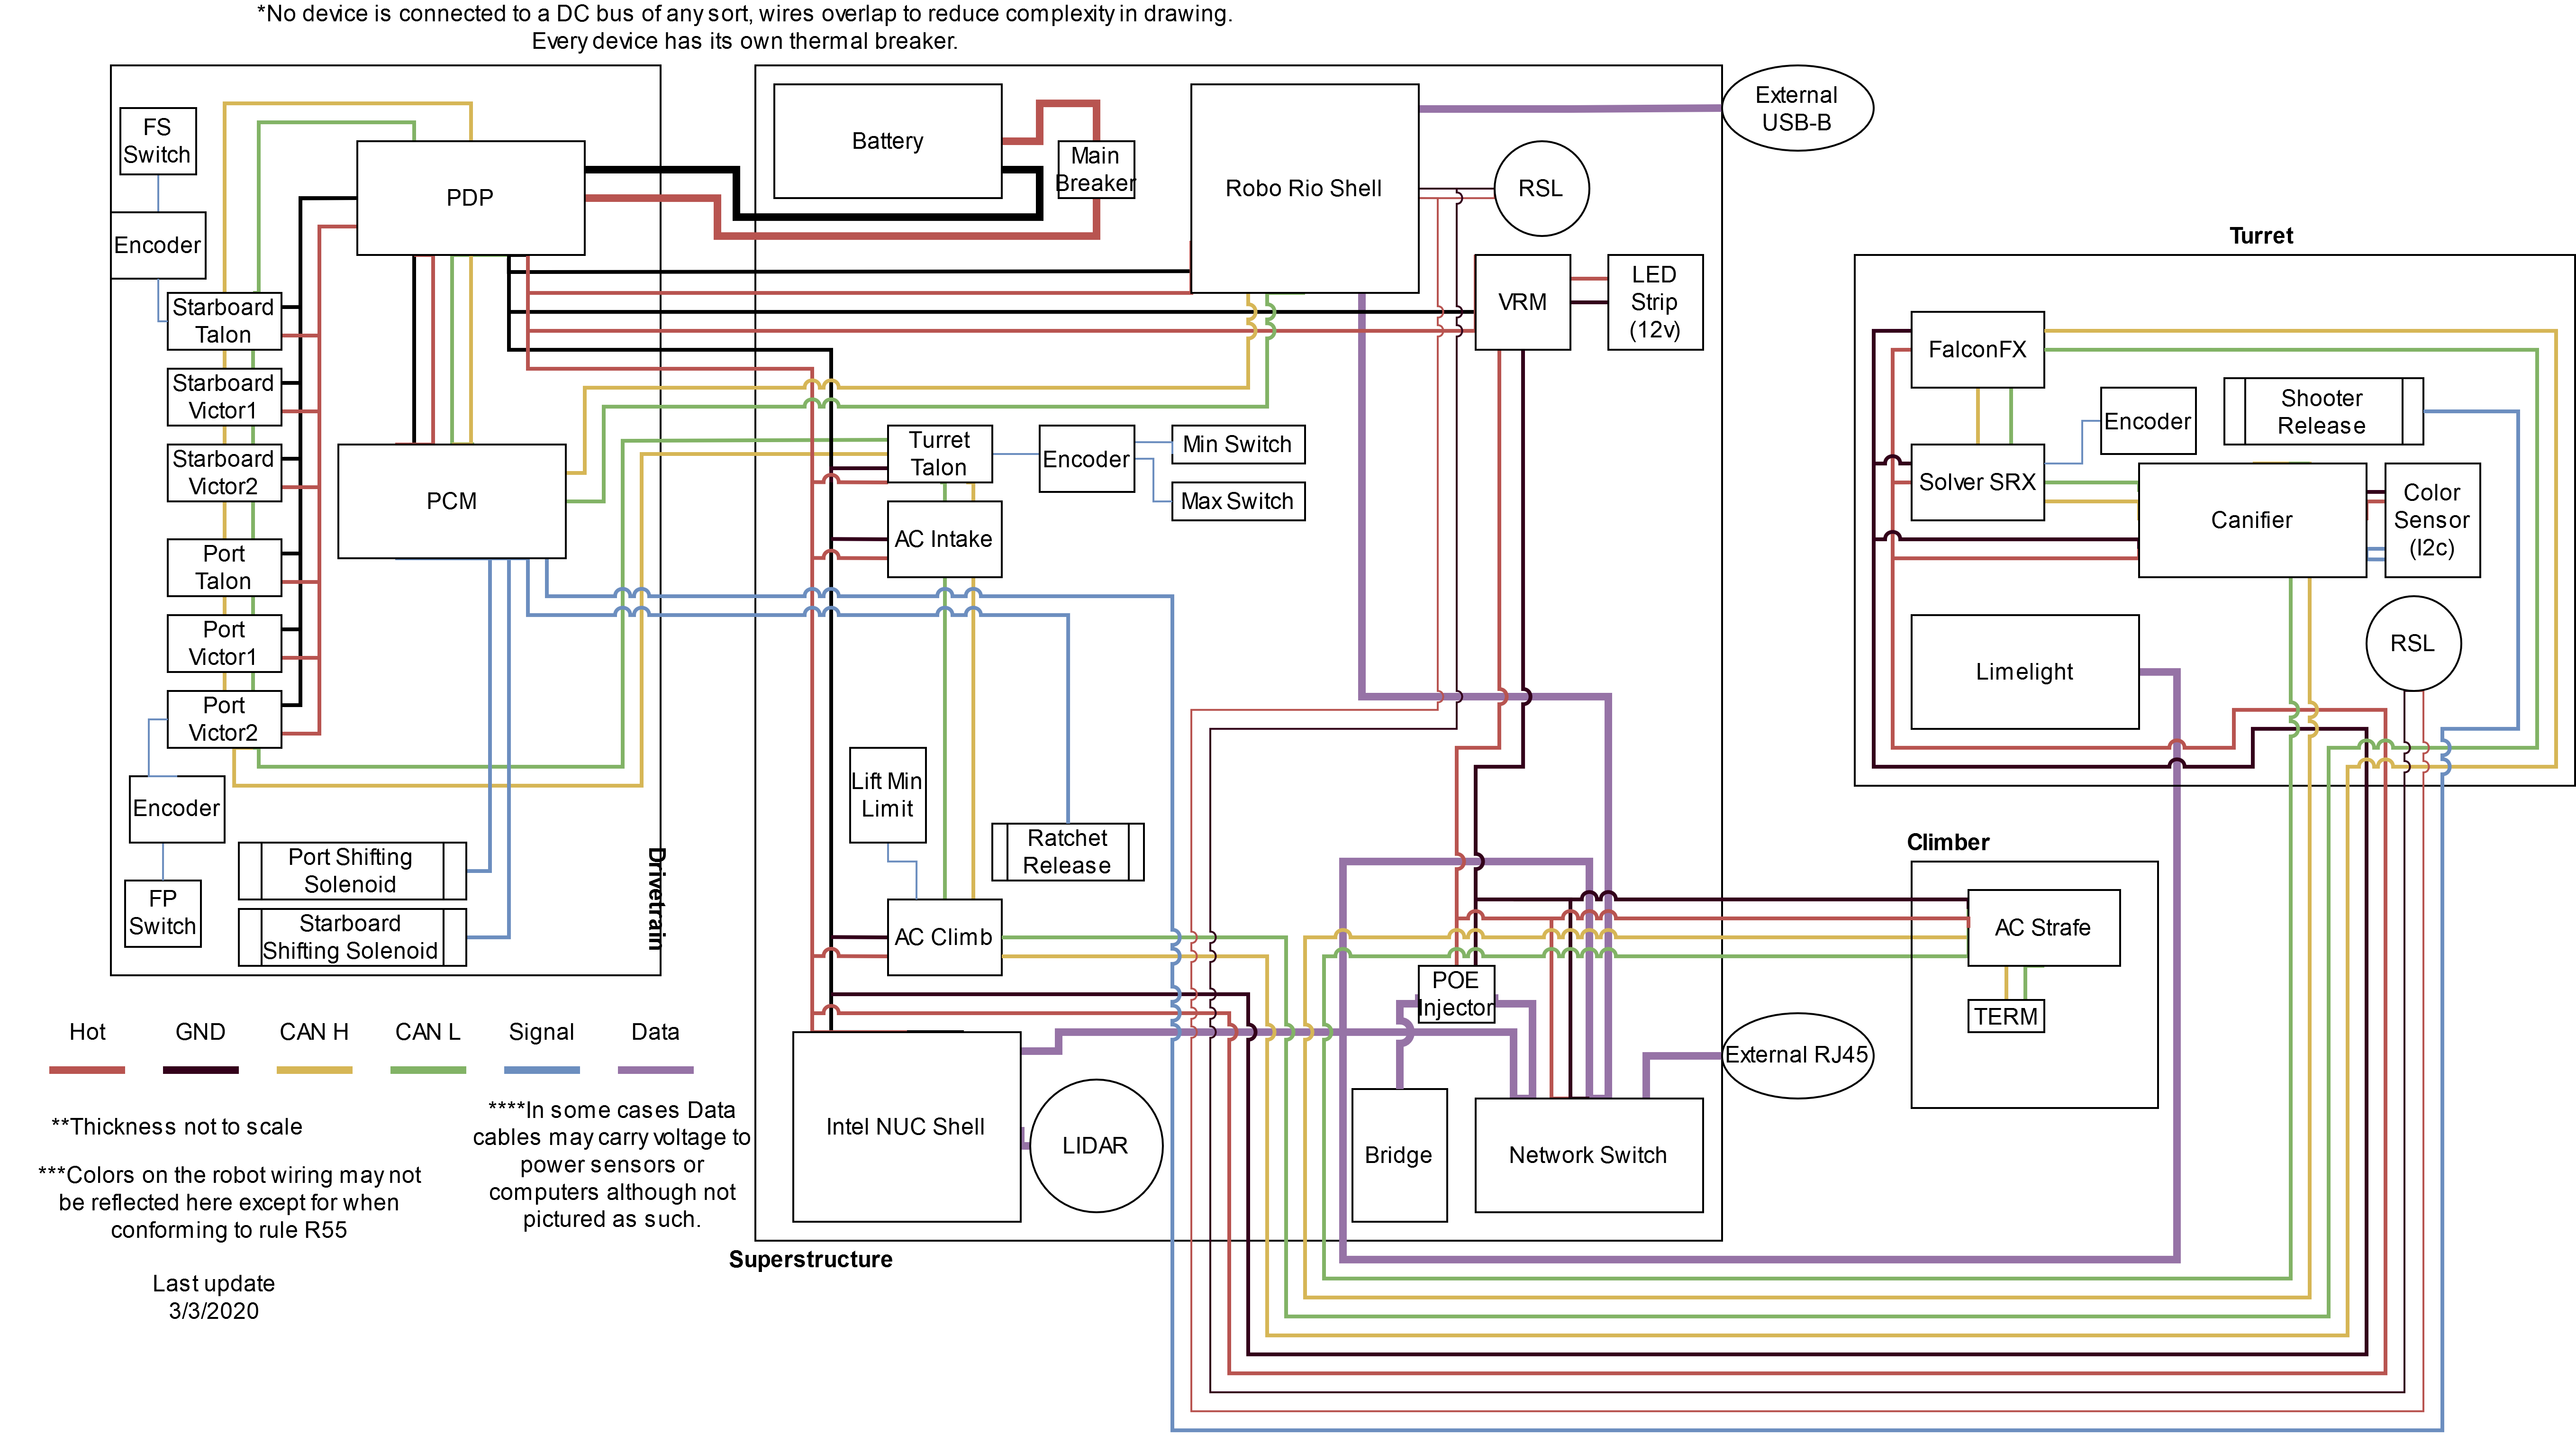 *No device is connected to a DC bus of any sort, wires overlap to reduce complexity in drawing.
Every device has its own thermal breaker.
FS
Switch
Encoder
Starboard
Talon
Starboard
Victor1
Starboard
Victor2
Port
Talon
Port
Victor1
Port
Victor2
Encoder
FP
Switch
PDP
PCM
Port Shifting
Solenoid
Starboard
Shifting Solenoid
Drivetrain
Battery
Main
Breaker
Robo Rio Shell
RSL
External
USB-B
VRM
LED
Strip
(12v)
Turret
Talon
Encoder
Min Switch
Max Switch
AC Intake
Lift Min
Limit
Ratchet
Release
AC Climb
POE
Injector
Intel NUC Shell
LIDAR
Bridge
Network Switch
External RJ45
Superstructure
Turret
FalconFX
Solver SRX
Encoder
Shooter
Release
Canifier
Color
Sensor
(I2c)
Limelight
RSL
Climber
AC Strafe
TERM
Hot
GND
CAN H
CAN L
Signal
Data
**Thickness not to scale
***Colors on the robot wiring may not
be reflected here except for when
conforming to rule R55
****In some cases Data
cables may carry voltage to
power sensors or
computers although not
pictured as such.
Last update
3/3/2020